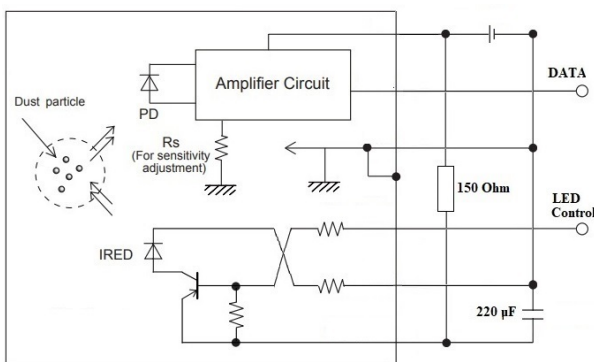 Amplifier Circuit
DATA
PD
Dust particle
Rs
(For sensitivity
adjustment)
150 Ohm
LED
Control
IRED
220 µF